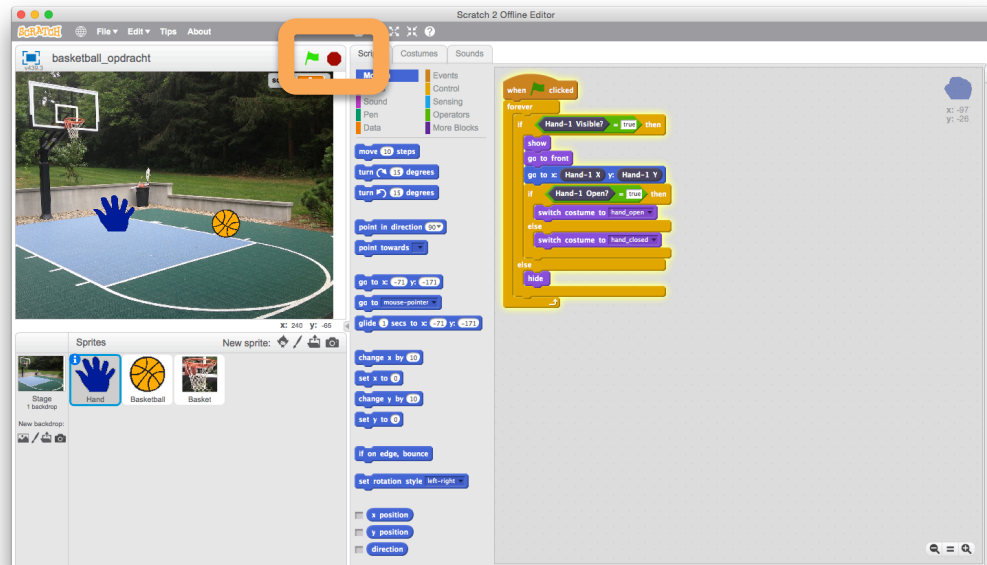 Scratch 2 Offline Editor
SCRATCH File Edit Tips About
basketball_opdracht
v439.3
Scri
Costumes
Sounds
Mo
Sound
Pen
Data
Events
Control
Sensing
Operators
More Blocks
move 10 steps
turn 15 degrees
turn 15 degrees
point in direction 90
point towards
go to x: -71 y: -171
go to mouse-pointer
glide 1 secs to x: -71 y: -171
change x by 10
set x to 0
change y by 10
set y to 0
if on edge, bounce
set rotation style left-right
x position
y position
direction
when clicked
forever
if Hand-1 Visible? = true then
show
go to front
go to x: Hand-1 X y: Hand-1 Y
if Hand-1 Open? = true then
switch costume to hand_open
else
switch costume to hand_closed
else
hide
x: -97
y: -26
X: 240 y: -65
Sprites
New sprite:
Stage
1 backdrop
New backdrop:
Hand
Basketball
Basket